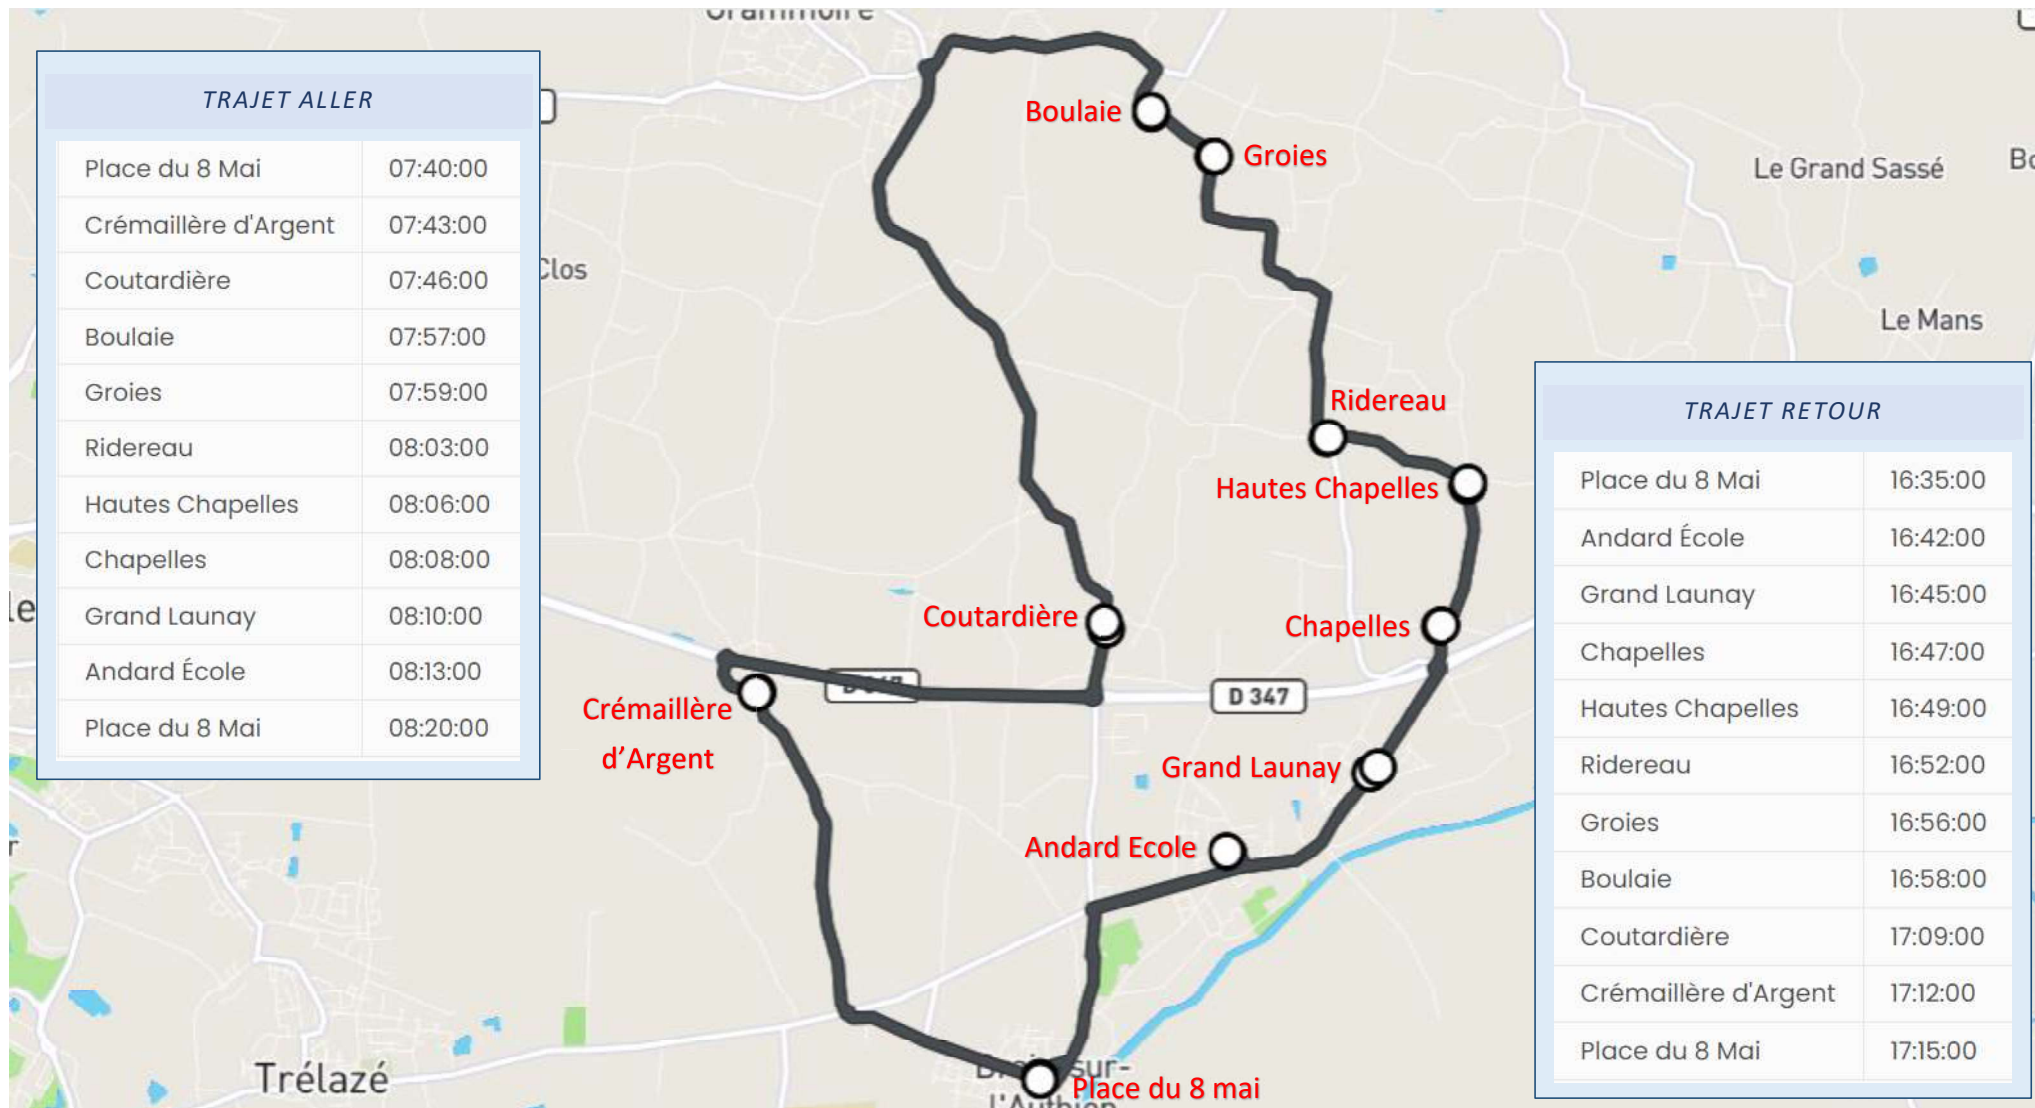 TRAJET ALLER
Place du 8 Mai 07:40:00
Crémaillère d'Argent 07:43:00
Coutardière 07:46:00
Boulaie 07:57:00
Groies 07:59:00
Ridereau 08:03:00
Hautes Chapelles 08:06:00
Chapelles 08:08:00
Grand Launay 08:10:00
Andard École 08:13:00
Place du 8 Mai 08:20:00
Boulaie
Groies
Le Grand Sassé
Clos
Le Mans
Ridereau
Hautes Chapelles
Coutardière
Chapelles
Crémaillère
d’Argent
D 347
Grand Launay
Andard Ecole
Trélazé
Place du 8 mai
TRAJET RETOUR
Place du 8 Mai 16:35:00
Andard École 16:42:00
Grand Launay 16:45:00
Chapelles 16:47:00
Hautes Chapelles 16:49:00
Ridereau 16:52:00
Groies 16:56:00
Boulaie 16:58:00
Coutardière 17:09:00
Crémaillère d'Argent 17:12:00
Place du 8 Mai 17:15:00